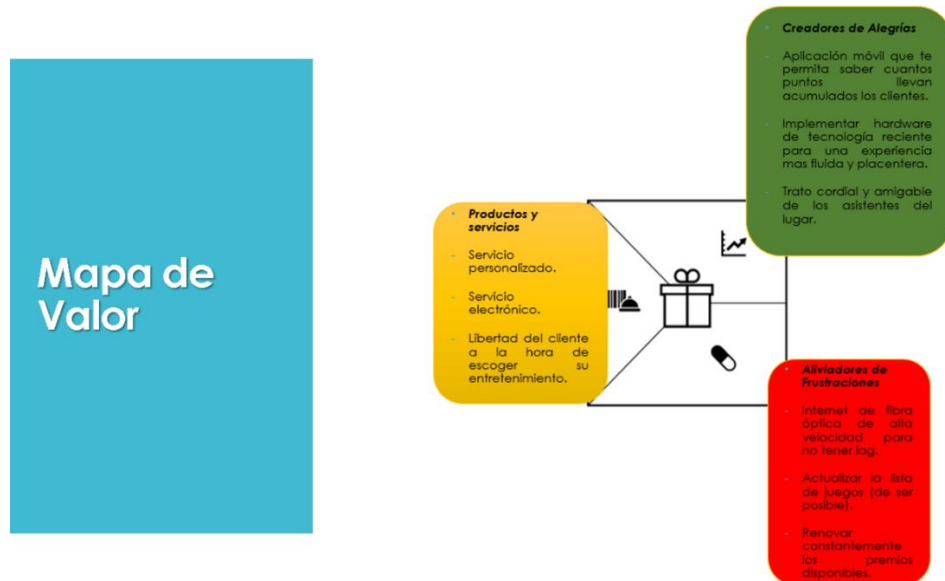 Mapa de
Valor
Productos y
servicios
- Servicio
personalizado.
- Servicio
electrónico.
- Libertad del cliente
a la hora de
escoger su
entretenimiento.
Creadores de Alegrías
- Aplicación móvil que te
permita saber cuantos
puntos llevan
acumulados los clientes.
- Implementar hardware
de tecnología reciente
para una experiencia
mas fluida y placentera.
- Trato cordial y amigable
de los asistentes del
lugar.
Aliviadores de
Frustraciones
- Internet de fibra
óptica de alta
velocidad para
no tener lag.
- Actualizar la lista
de juegos (de ser
posible).
- Renovar
constantemente
los premios
disponibles.